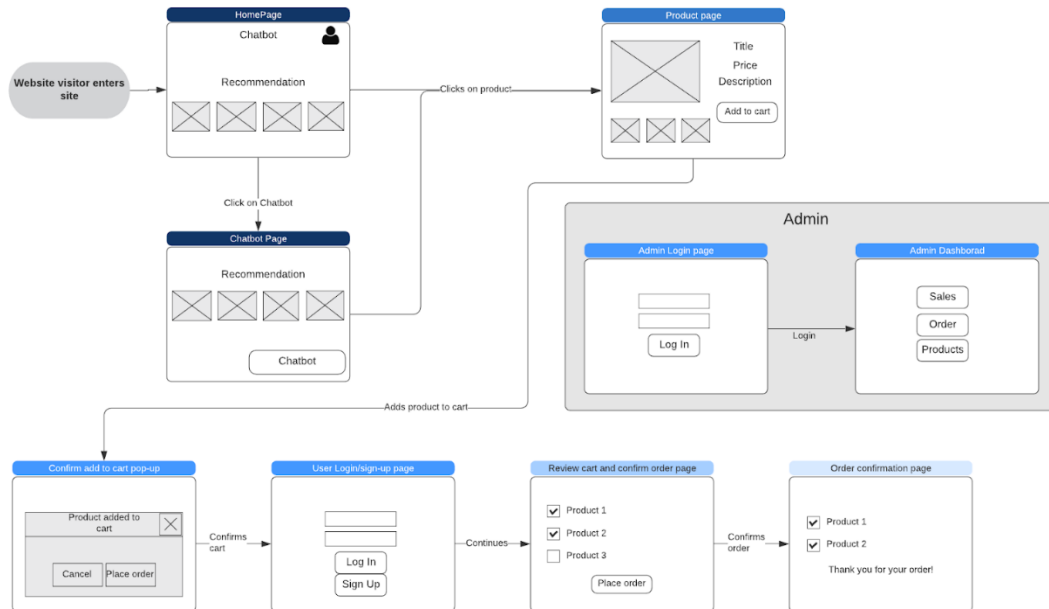 HomePage
Chatbot
Recommendation
Website visitor enters
site
Clicks on product
Product page
Title
Price
Description
Add to cart
Click on Chatbot
Chatbot Page
Recommendation
Chatbot
Admin
Admin Login page
Log In
Login
Admin Dashborad
Sales
Order
Products
Adds product to cart
Confirm add to cart pop-up
Product added to
cart
Cancel
Place order
Confirms
cart
User Login/sign-up page
Log In
Sign Up
Continues
Review cart and confirm order page
Product 1
Product 2
Product 3
Place order
Confirms
order
Order confirmation page
Product 1
Product 2
Thank you for your order!